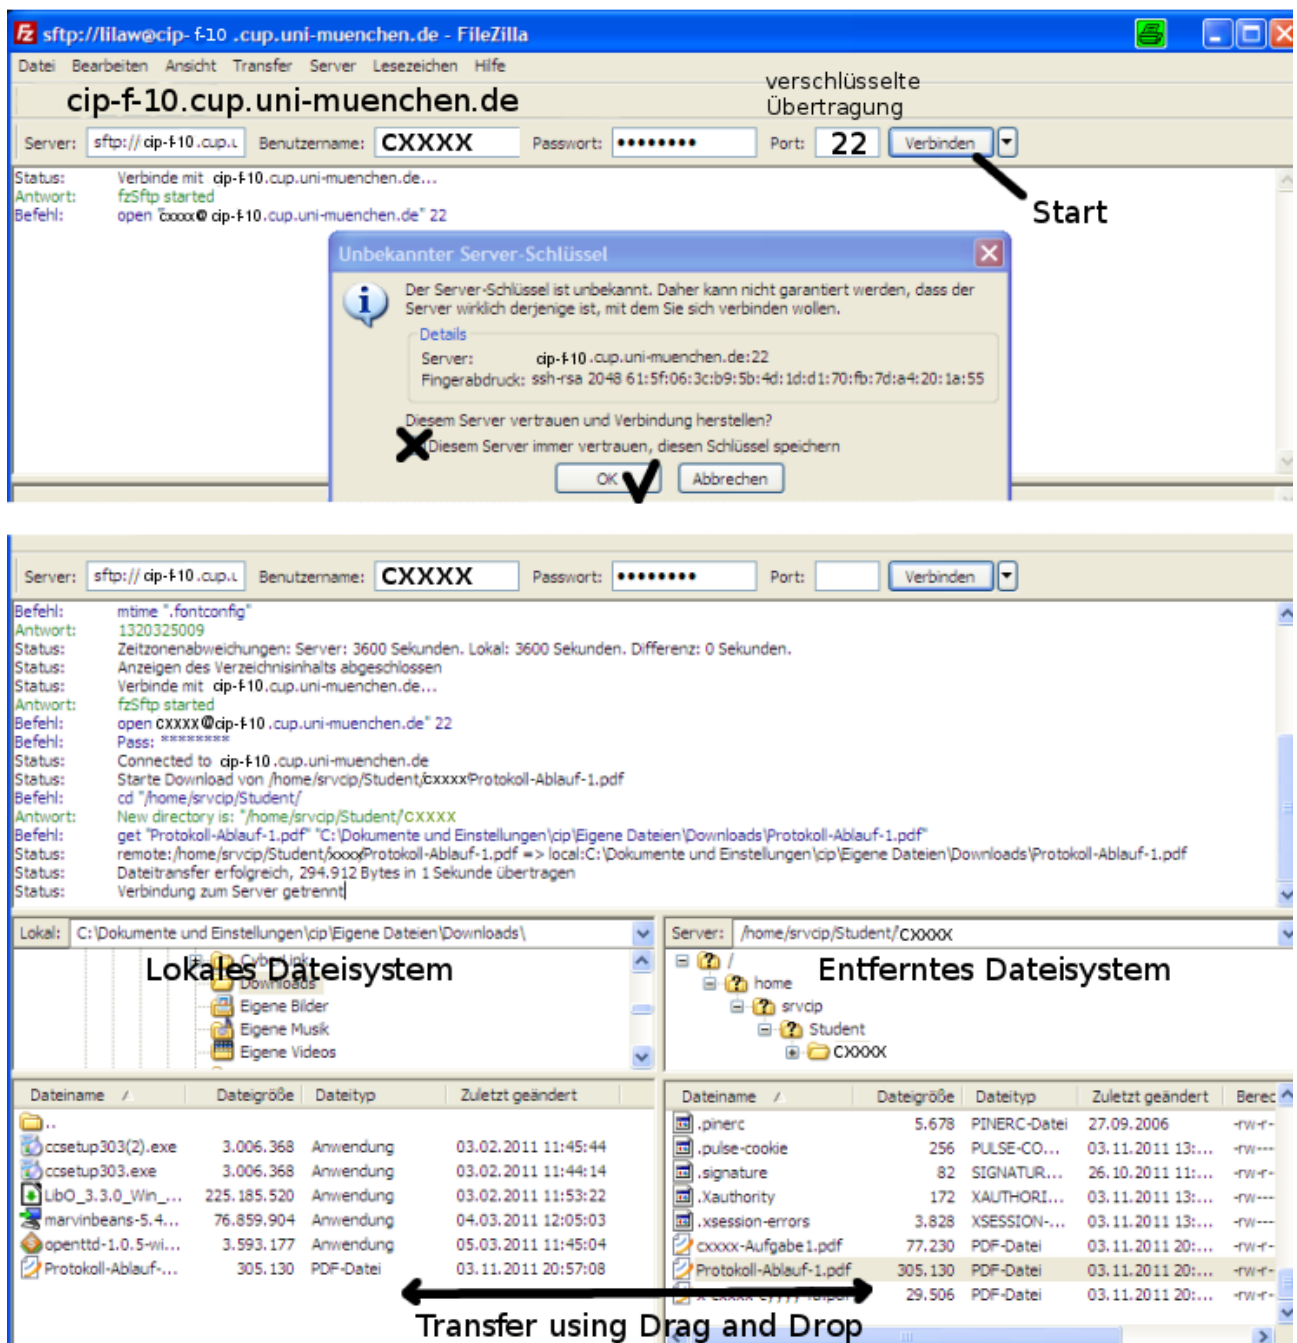 sftp://lilaw@cip- f-10 .cup.uni-muenchen.de - FileZilla
Datei Bearbeiten Ansicht Transfer Server Lesezeichen Hilfe
cip-f-10.cup.uni-muenchen.de
verschlüsselte
Übertragung
Server: sftp:// cip-f-10 .cup.u Benutzername: CXXXX Passwort: •••••••• Port: 22 Verbinden
Start
Status: Verbinde mit cip-f-10.cup.uni-muenchen.de...
Antwort: fzSftp started
Befehl: open "cxxxx@ cip-f-10.cup.uni-muenchen.de" 22
Unbekannter Server-Schlüssel
Der Server-Schlüssel ist unbekannt. Daher kann nicht garantiert werden, dass der
Server wirklich derjenige ist, mit dem Sie sich verbinden wollen.
Details
Server: cip-f-10 .cup.uni-muenchen.de:22
Fingerabdruck: ssh-rsa 2048 61:5f:06:3c:b9:5b:4d:1d:d1:70:fb:7d:a4:20:1a:55
Diesem Server vertrauen und Verbindung herstellen?
Diesem Server immer vertrauen, diesen Schlüssel speichern
OK Abbrechen
Server: sftp:// cip-f-10 .cup.u Benutzername: CXXXX Passwort: •••••••• Port: Verbinden
Befehl: mtime ".fontconfig"
Antwort: 1320325009
Status: Zeitzonenabweichungen: Server: 3600 Sekunden. Lokal: 3600 Sekunden. Differenz: 0 Sekunden.
Status: Anzeigen des Verzeichnisinhalts abgeschlossen
Status: Verbinde mit cip-f-10.cup.uni-muenchen.de...
Antwort: fzSftp started
Befehl: open cxxxx@cip-f-10 .cup.uni-muenchen.de" 22
Befehl: Pass: ********
Status: Connected to cip-f-10 .cup.uni-muenchen.de
Status: Starte Download von /home/srvcip/Student/cxxxx/Protokoll-Ablauf-1.pdf
Befehl: cd "/home/srvcip/Student/
Antwort: New directory is: "/home/srvcip/Student/CXXXX
Befehl: get "Protokoll-Ablauf-1.pdf" "C:\Dokumente und Einstellungen\cip\Eigene Dateien\Downloads\Protokoll-Ablauf-1.pdf"
Status: remote:/home/srvcip/Student/xxxx/Protokoll-Ablauf-1.pdf => local:C:\Dokumente und Einstellungen\cip\Eigene Dateien\Downloads\Protokoll-Ablauf-1.pdf
Status: Dateitransfer erfolgreich, 294.912 Bytes in 1 Sekunde übertragen
Status: Verbindung zum Server getrennt
Lokal: C:\Dokumente und Einstellungen\cip\Eigene Dateien\Downloads\
CyberLink
Lokales Dateisystem
Downloads
Eigene Bilder
Eigene Musik
Eigene Videos
Server: /home/srvcip/Student/CXXXX
/
Entferntes Dateisystem
home
srvcip
Student
CXXXX
Dateiname Dateigröße Dateityp Zuletzt geändert
..
ccsetup303(2).exe 3.006.368 Anwendung 03.02.2011 11:45:44
ccsetup303.exe 3.006.368 Anwendung 03.02.2011 11:44:14
LibO_3.3.0_Win_... 225.185.520 Anwendung 03.02.2011 11:53:22
marvinbeans-5.4... 76.859.904 Anwendung 04.03.2011 12:05:03
openttd-1.0.5-wi... 3.593.177 Anwendung 05.03.2011 11:45:04
Protokoll-Ablauf-... 305.130 PDF-Datei 03.11.2011 20:57:08
Dateiname Dateigröße Dateityp Zuletzt geändert Berec
.pinerc 5.678 PINERC-Datei 27.09.2006 -rw-r-
.pulse-cookie 256 PULSE-CO... 03.11.2011 13:... -rw---
.signature 82 SIGNATUR... 26.10.2011 11:... -rw-r-
.Xauthority 172 XAUTHORI... 03.11.2011 13:... -rw---
.xsession-errors 3.828 XSESSION-... 03.11.2011 13:... -rw---
cxxxx-Aufgabe1.pdf 77.230 PDF-Datei 03.11.2011 20:... -rw-r-
Protokoll-Ablauf-1.pdf 305.130 PDF-Datei 03.11.2011 20:... -rw-r-
29.506 PDF-Datei 03.11.2011 20:... -rw-r-
Transfer using Drag and Drop